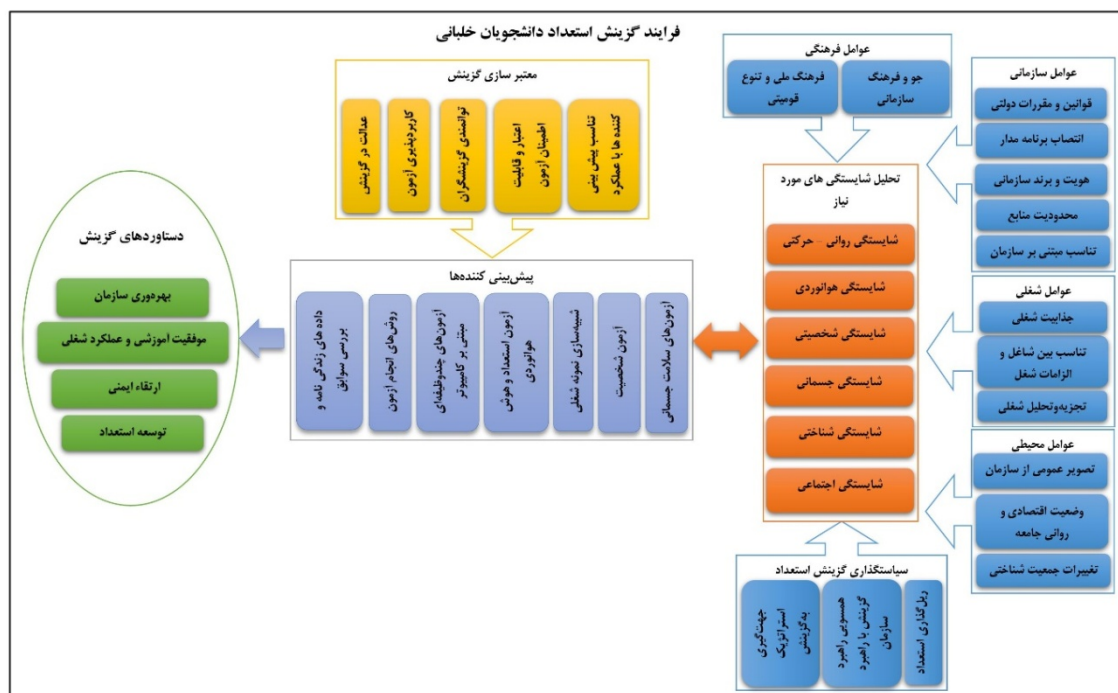 فرایند گزینش استعداد دانشجویان خلبانی
عوامل سازمانی
قوانین و مقررات دولتی
انتصاب برنامه مدار
هویت و برند سازمانی
محدودیت منابع
تناسب مبتنی بر سازمان
عوامل شغلی
جذابیت شغلی
تناسب بین شاغل و
الزامات شغل
تجزیه‌وتحلیل شغلی
عوامل محیطی
تصویر عمومی از سازمان
وضعیت اقتصادی و
روانی جامعه
تغییرات جمعیت شناختی
عوامل فرهنگی
جو و فرهنگ
سازمانی
فرهنگ ملی و تنوع
قومیتی
تحلیل شایستگی های مورد
نیاز
شایستگی روانی – حرکتی
شایستگی هوانوردی
شایستگی شخصیتی
شایستگی جسمانی
شایستگی شناختی
شایستگی اجتماعی
سیاستگذاری گزینش استعداد
ریل‌گذاری استعداد
همسویی راهبرد
گزینش با راهبرد
سازمان
جهت‌گیری
استراتژیک
به‌گزینش
معتبر سازی گزینش
تناسب پیش بینی
کننده ها با عملکرد
اعتبار و قابلیت
اطمینان آزمون
توانمندی گزینشگران
کاربردپذیری آزمون
عدالت در گزینش
پیش‌بینی کننده‌ها
آزمون‌های سلامت جسمانی
آزمون شخصیت
شبیه‌سازی نمونه شغلی
آزمون استعداد و هوش
هوانوردی
آزمون‌های چندوظیفه‌ای
مبتنی بر کامپیوتر
روش‌های انجام آزمون
داده های زندگی نامه و
بررسی سوابق
دستاوردهای گزینش
بهره‌وری سازمان
موفقیت آموزشی و عملکرد شغلی
ارتقاء ایمنی
توسعه استعداد